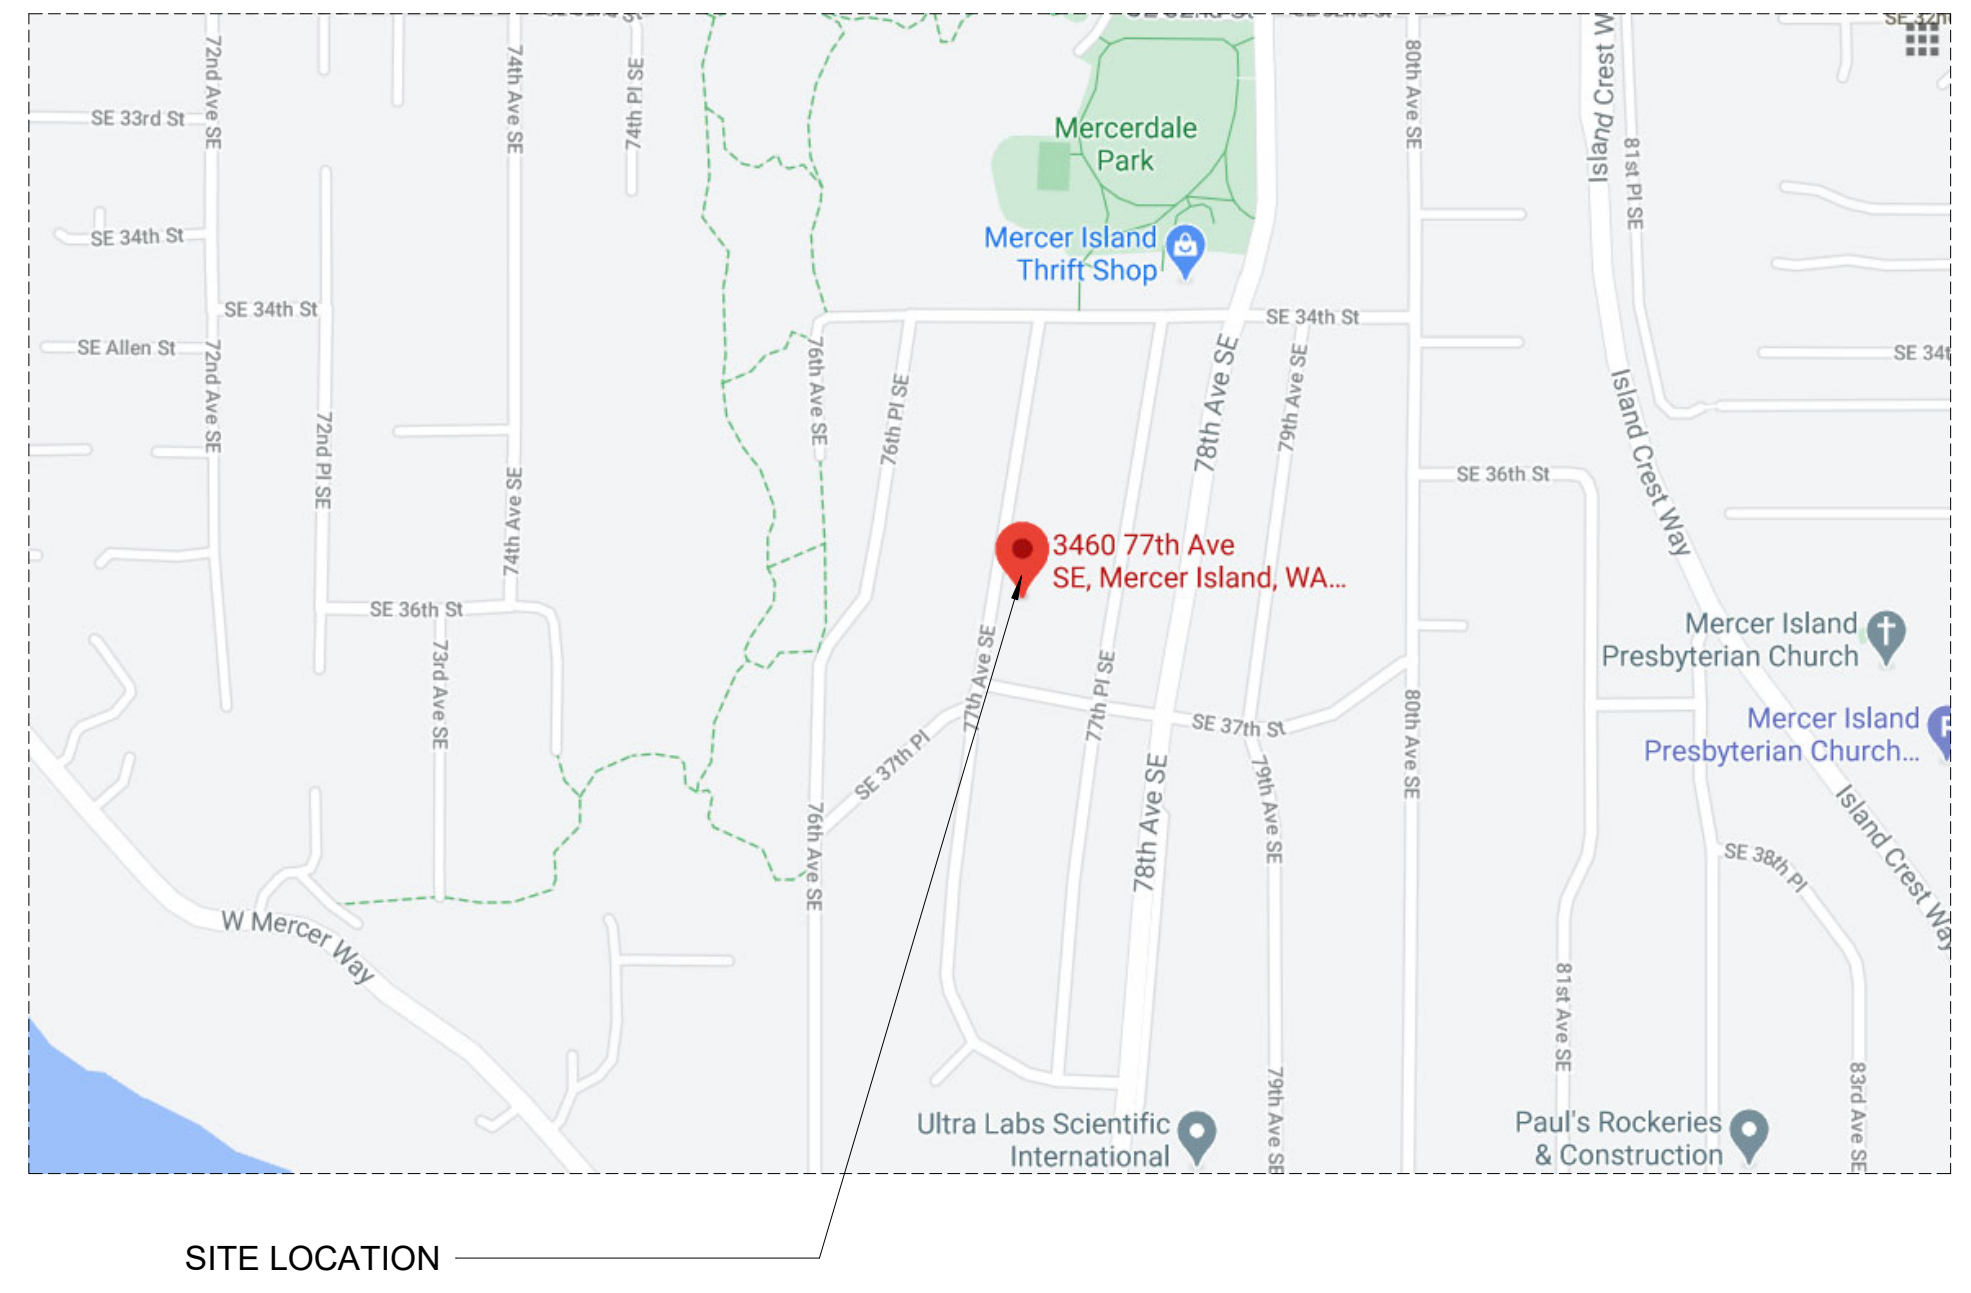 SE 32n
72nd Ave SE
74th Ave SE
74th Pl SE
80th Ave SE
Island Crest W
81st Pl SE
SE 33rd St
Mercerdale
Park
SE 34th St
Mercer Island
Thrift Shop
SE 34th St
SE 34th St
SE Allen St
72nd Ave SE
76th Ave SE
78th Ave SE
79th Ave SE
SE 34t
76th Pl SE
Island Crest Way
72nd Pl SE
74th Ave SE
SE 36th St
3460 77th Ave
SE, Mercer Island, WA...
SE 36th St
73rd Ave SE
77th Ave SE
77th Pl SE
Mercer Island
Presbyterian Church
SE 37th St
80th Ave SE
Mercer Island
Presbyterian Church...
P
SE 37th Pl
78th Ave SE
79th Ave SE
76th Ave SE
Island Crest Way
SE 38th Pl
W Mercer Way
81st Ave SE
79th Ave SE
83rd Ave SE
Ultra Labs Scientific
International
Paul's Rockeries
& Construction
SITE LOCATION